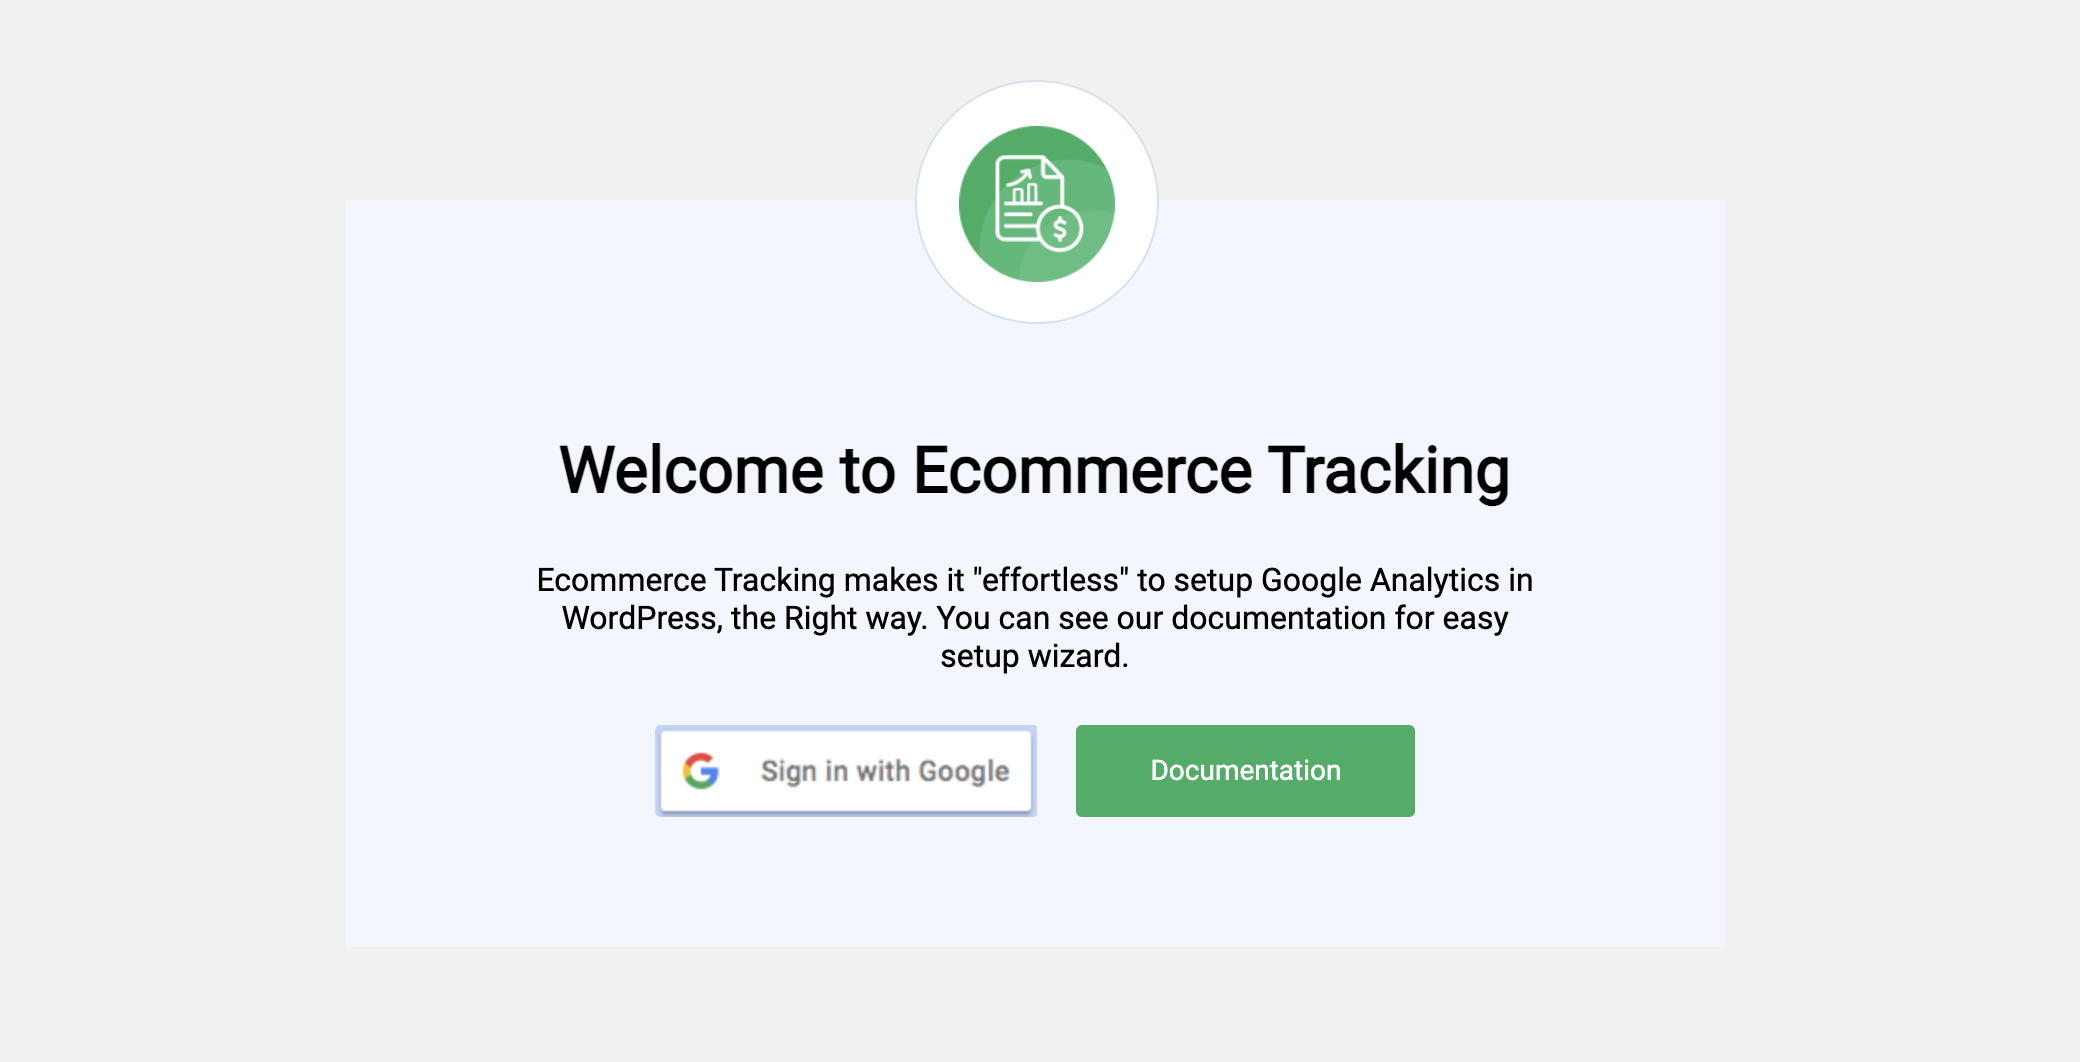 $
Welcome to Ecommerce Tracking
Ecommerce Tracking makes it "effortless" to setup Google Analytics in
WordPress, the Right way. You can see our documentation for easy
setup wizard.
G Sign in with Google
Documentation